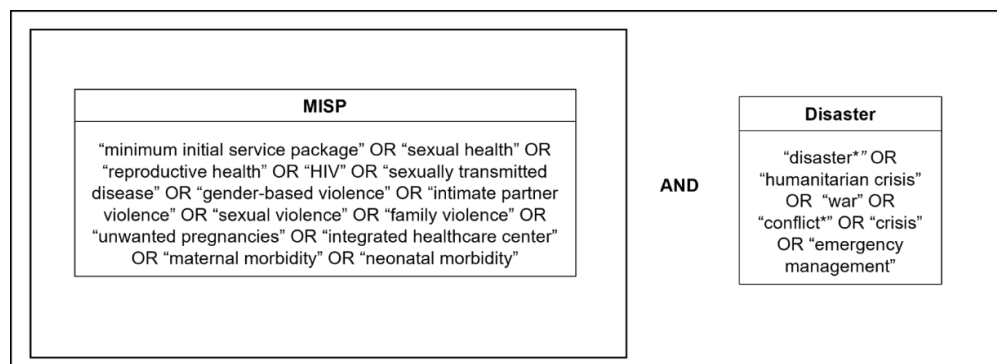 MISP
“minimum initial service package” OR “sexual health” OR
“reproductive health” OR “HIV” OR “sexually transmitted
disease” OR “gender-based violence” OR “intimate partner
violence” OR “sexual violence” OR “family violence” OR
“unwanted pregnancies” OR “integrated healthcare center”
OR “maternal morbidity” OR “neonatal morbidity”
AND
Disaster
“disaster*” OR
“humanitarian crisis”
OR “war” OR
“conflict*” OR “crisis”
OR “emergency
management”